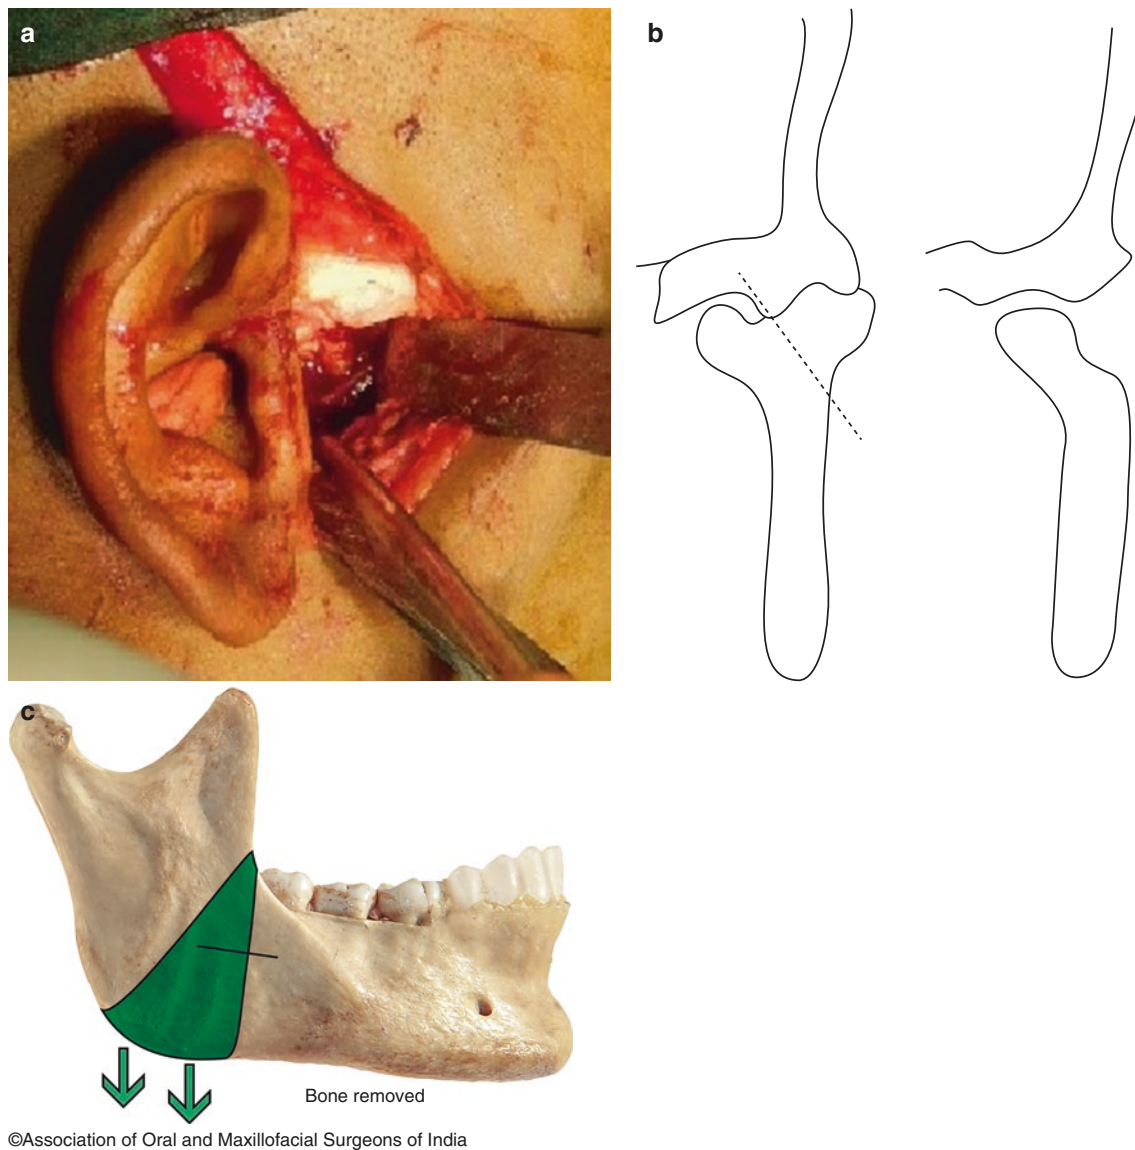 a
b
c
Bone removed
©Association of Oral and Maxillofacial Surgeons of India